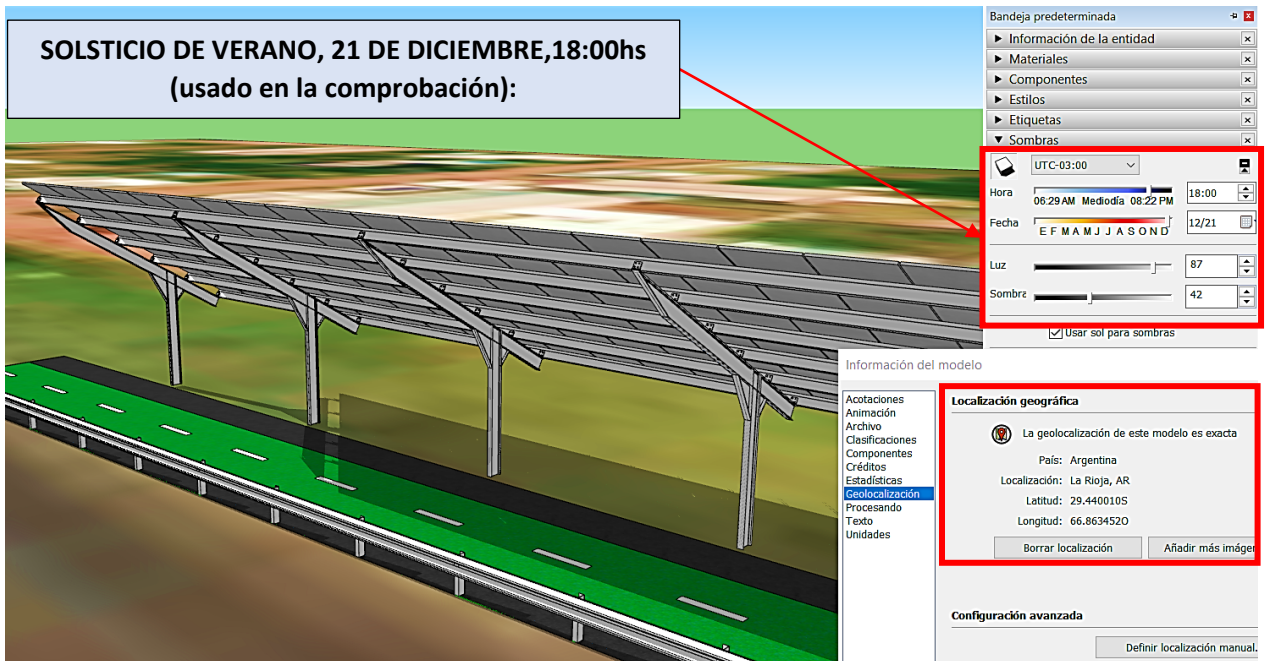 SOLSTICIO DE VERANO, 21 DE DICIEMBRE,18:00hs
(usado en la comprobación):
Bandeja predeterminada
Información de la entidad
Materiales
Componentes
Estilos
Etiquetas
Sombras
UTC-03:00
Hora
06:29 AM Mediodía 08:22 PM
18:00
Fecha
E F M A M J J A S O N D
12/21
Luz
87
Sombra
42
Usar sol para sombras
Información del modelo
Acotaciones
Animación
Archivo
Clasificaciones
Componentes
Créditos
Estadísticas
Geolocalización
Procesando
Texto
Unidades
Localización geográfica
La geolocalización de este modelo es exacta
País: Argentina
Localización: La Rioja, AR
Latitud: 29.440010S
Longitud: 66.863452O
Borrar localización
Añadir más imáger
Configuración avanzada
Definir localización manual.